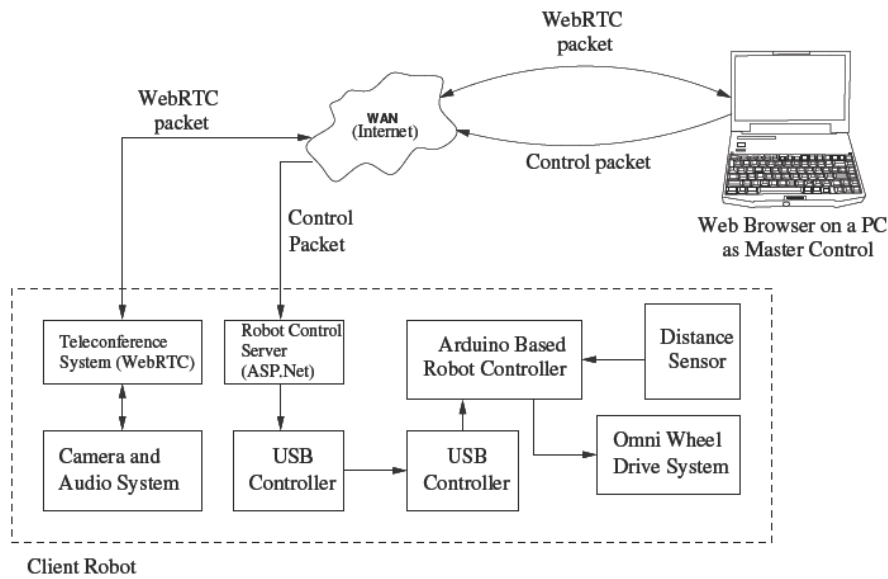 WebRTC
packet
WebRTC
packet
WAN
(Internet)
Control packet
Control
Packet
Web Browser on a PC
as Master Control
Teleconference
System (WebRTC)
Robot Control
Server
(ASP.Net)
Arduino Based
Robot Controller
Distance
Sensor
Camera and
Audio System
USB
Controller
USB
Controller
Omni Wheel
Drive System
Client Robot